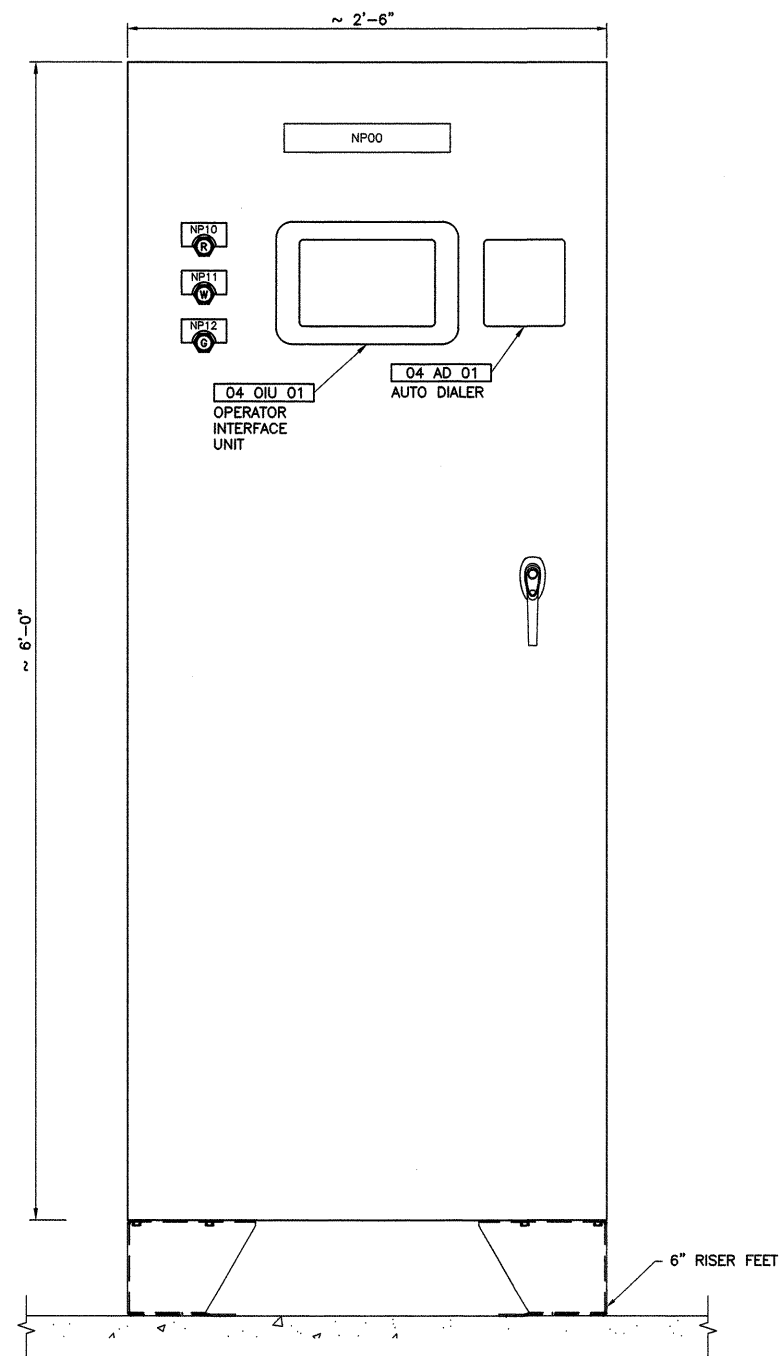 ~ 2'-6"
NP00
NP10
R
NP11
W
NP12
G
04 OIU 01
OPERATOR
INTERFACE
UNIT
04 AD 01
AUTO DIALER
~ 6'-0"
6" RISER FEET